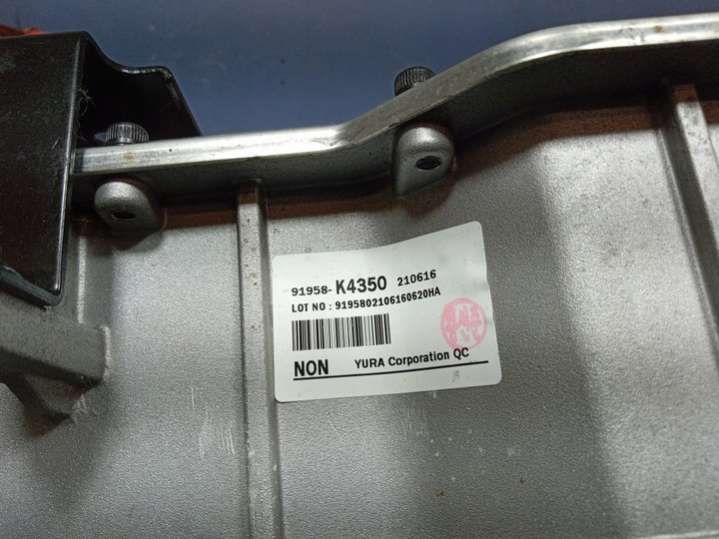 91958- K4350 210616
LOT NO : 9195802106160620HA
NON YURA Corporation QC